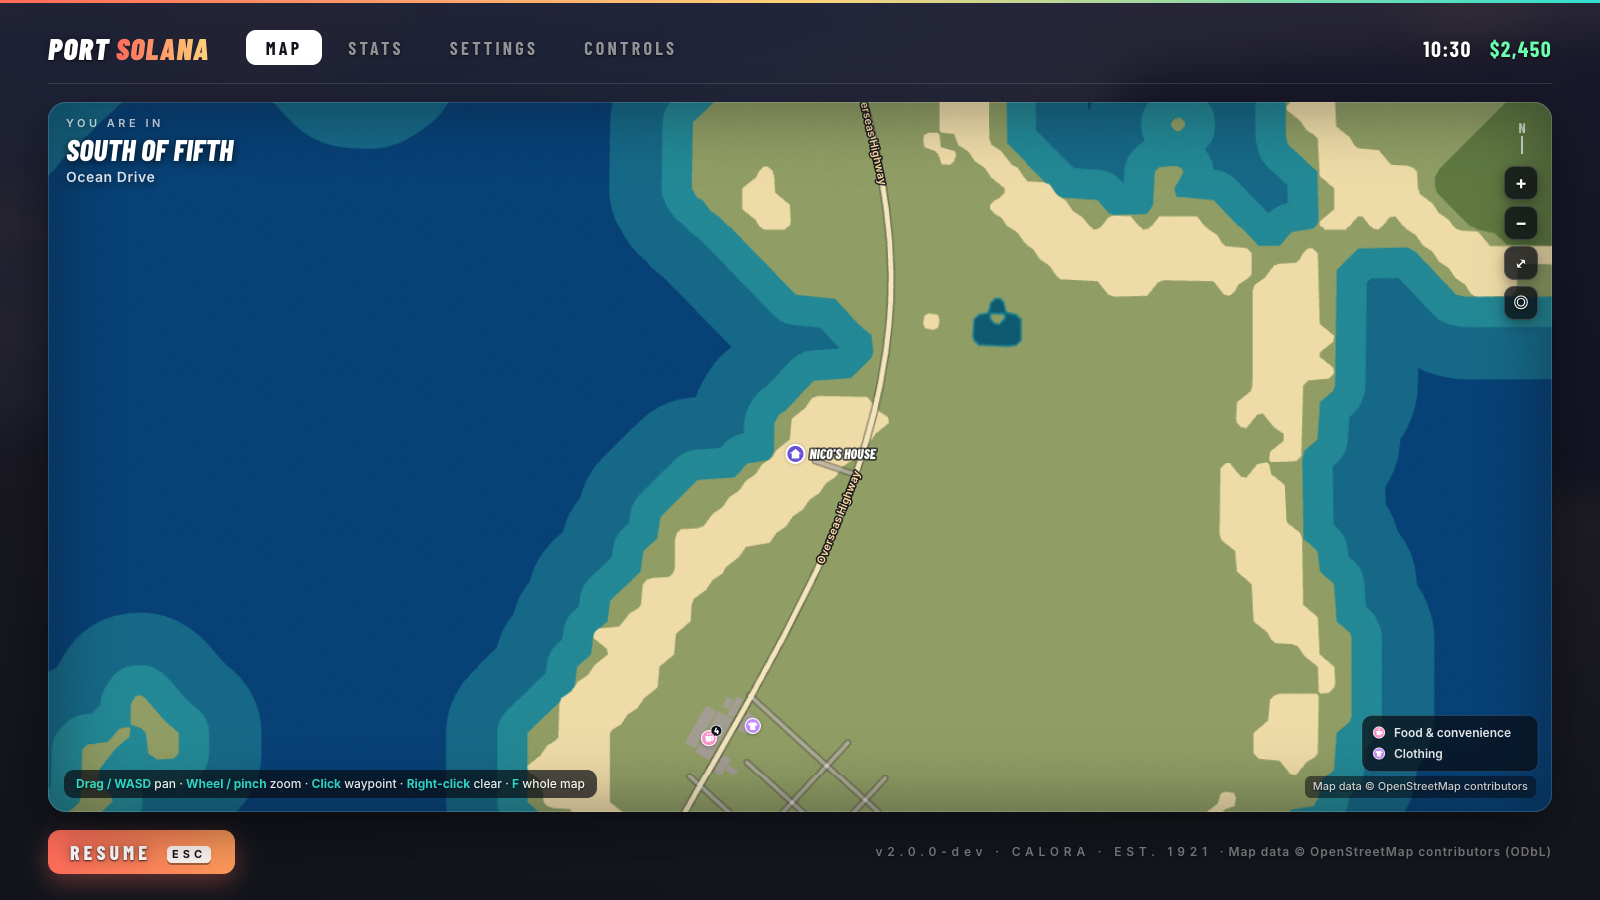 PORT SOLANA
MAP
STATS
SETTINGS
CONTROLS
10:30
$2,450
YOU ARE IN
SOUTH OF FIFTH
Ocean Drive
N
+
−
erseas Highway
NICO'S HOUSE
Overseas Highway
4
Food & convenience
Clothing
Drag / WASD pan · Wheel / pinch zoom · Click waypoint · Right-click clear · F whole map
Map data © OpenStreetMap contributors
RESUME ESC
v2.0.0-dev · CALORA · EST. 1921 · Map data © OpenStreetMap contributors (ODbL)